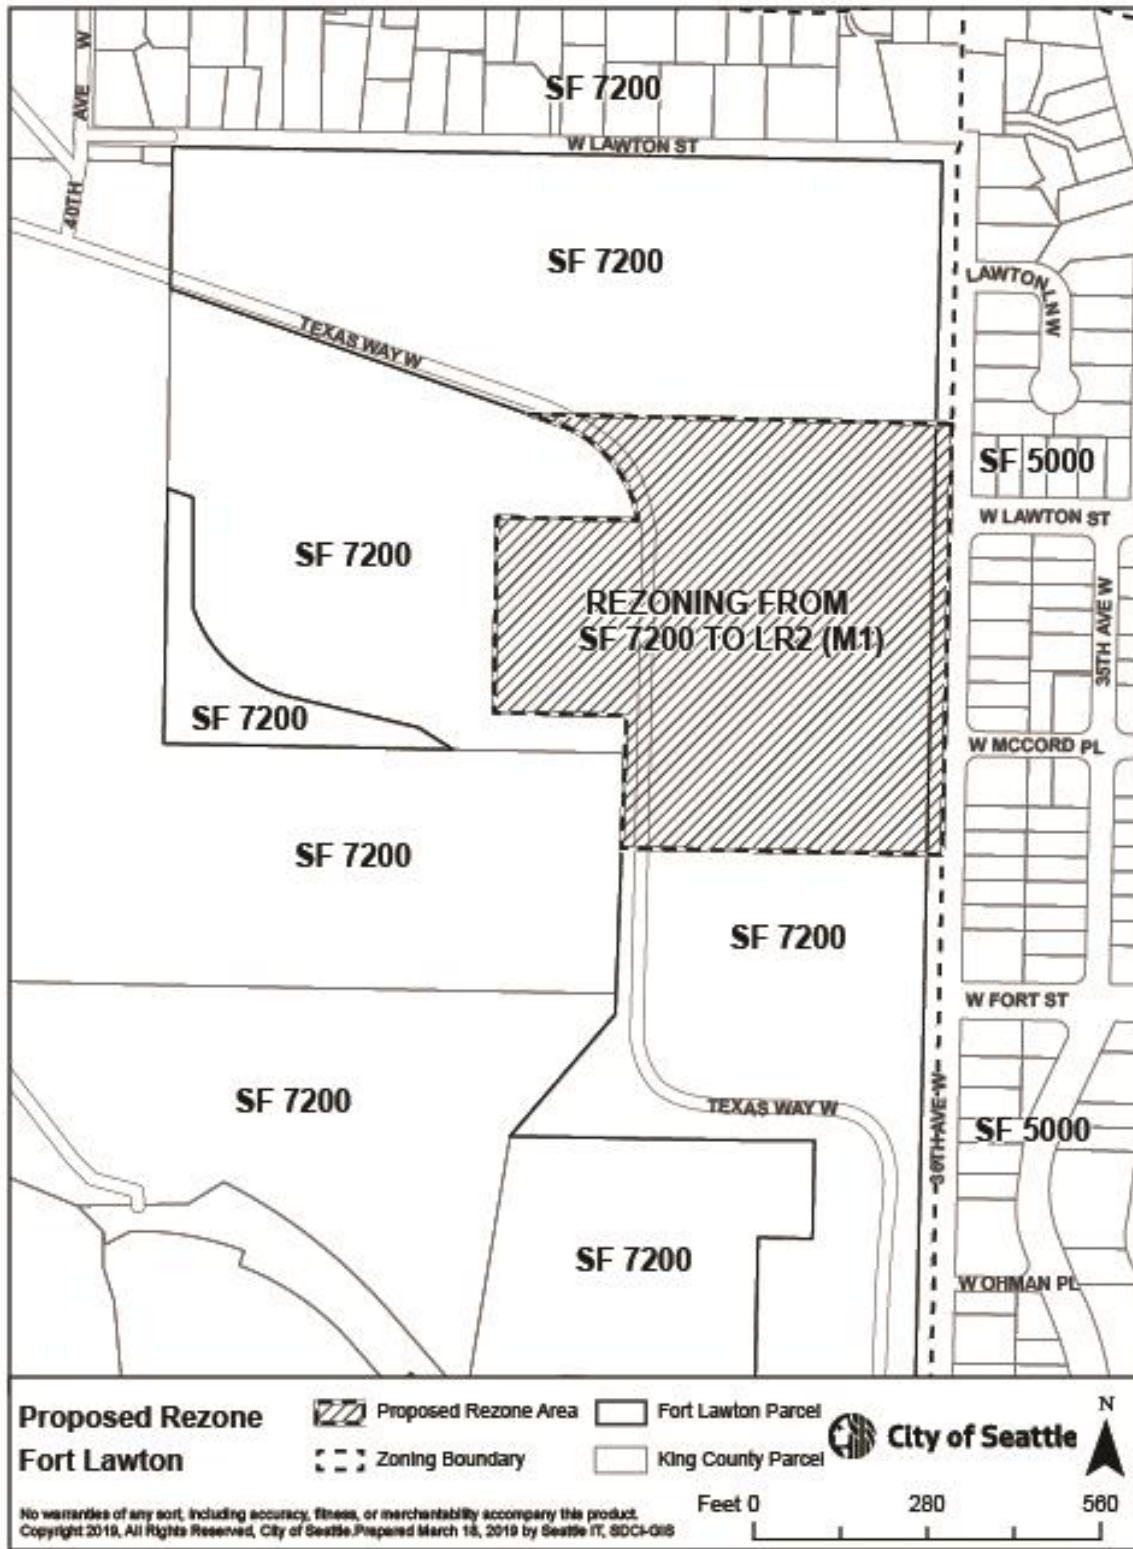 SF 7200
AVE W
W LAWTON ST
40TH
SF 7200
LAWTON LN W
TEXAS WAY W
SF 5000
W LAWTON ST
SF 7200
REZONING FROM
SF 7200 TO LR2 (M1)
35TH AVE W
SF 7200
W MCCORD PL
SF 7200
SF 7200
W FORT ST
SF 7200
TEXAS WAY W
36TH AVE W
SF 5000
SF 7200
W OHMAN PL
Proposed Rezone
Fort Lawton
Proposed Rezone Area
Zoning Boundary
Fort Lawton Parcel
King County Parcel
City of Seattle
N
No warranties of any sort, including accuracy, fitness, or merchantability accompany this product.
Copyright 2019, All Rights Reserved, City of Seattle.Prepared March 18, 2019 by Seattle IT, SDCI-GIS
Feet 0 280 560